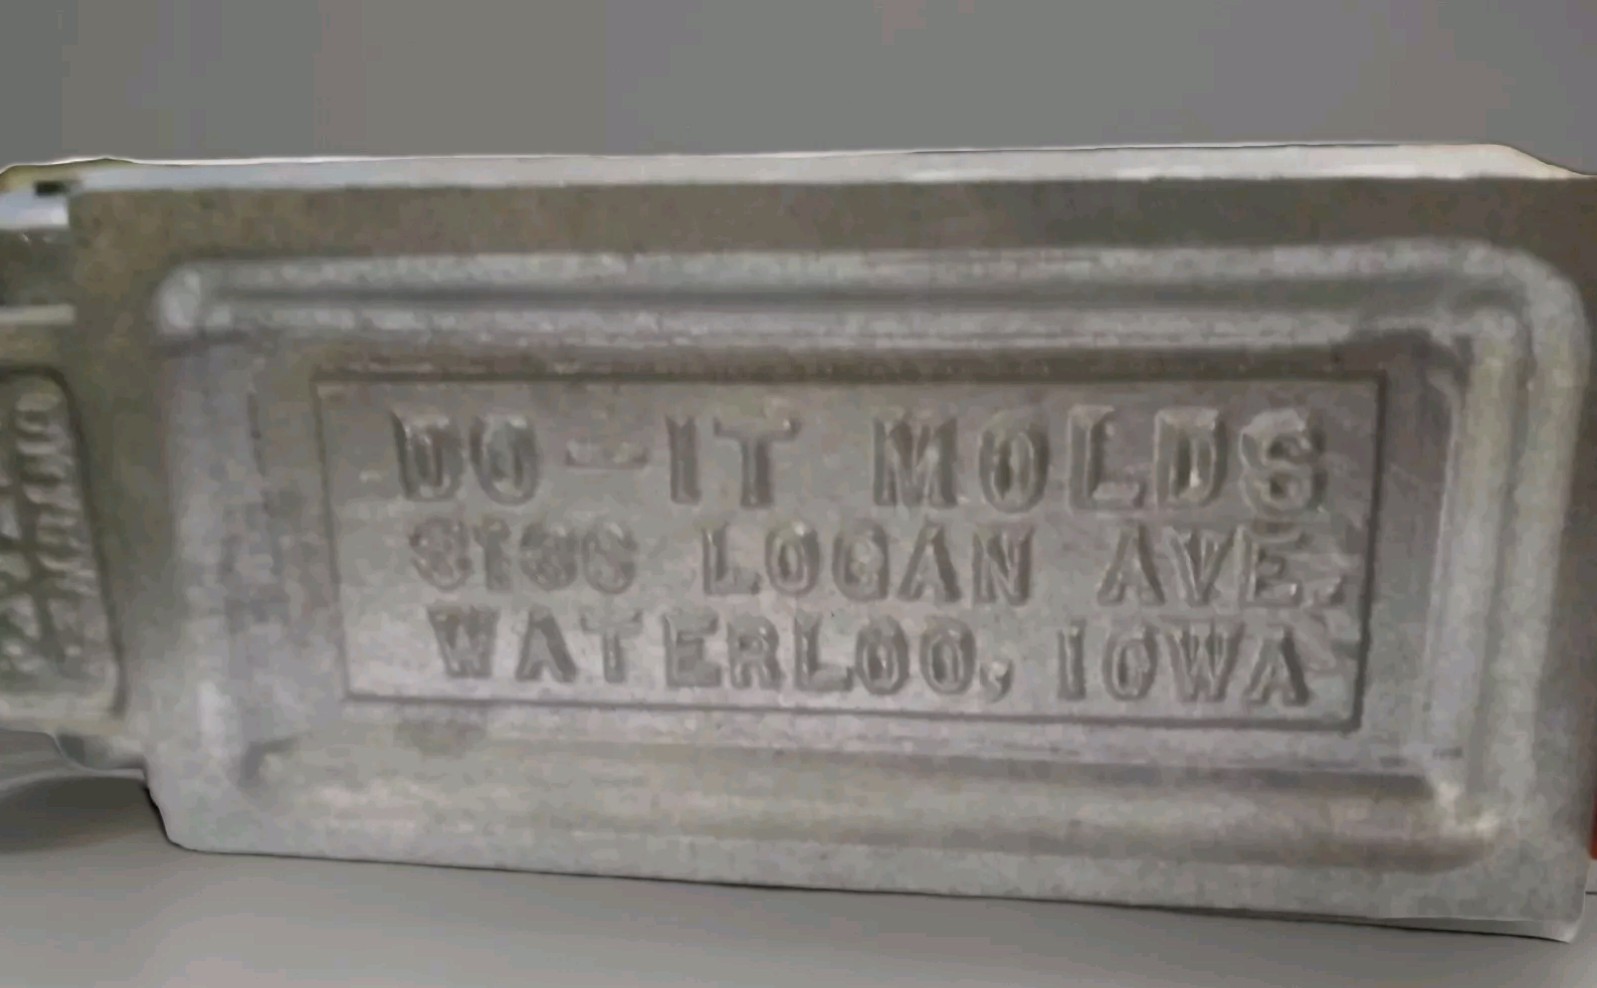 DO-IT MOLDS
LOGAN AVE.
WATERLOO, IOWA